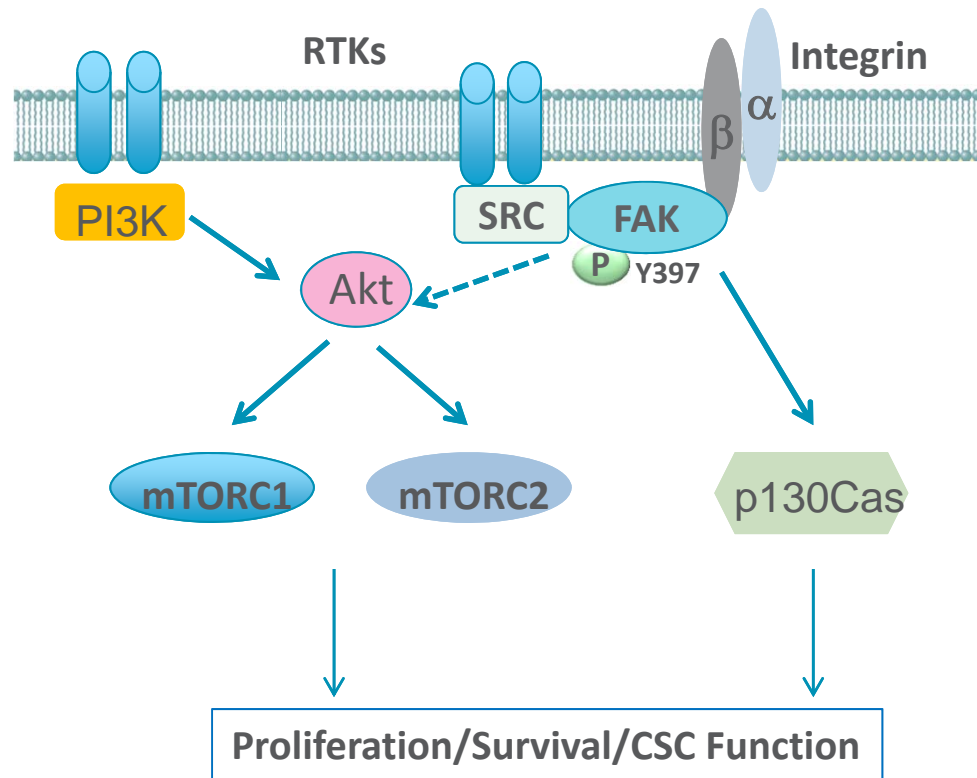 RTKs
Integrin
α
β
PI3K
SRC
FAK
P
Y397
Akt
mTORC1
mTORC2
p130Cas
Proliferation/Survival/CSC Function